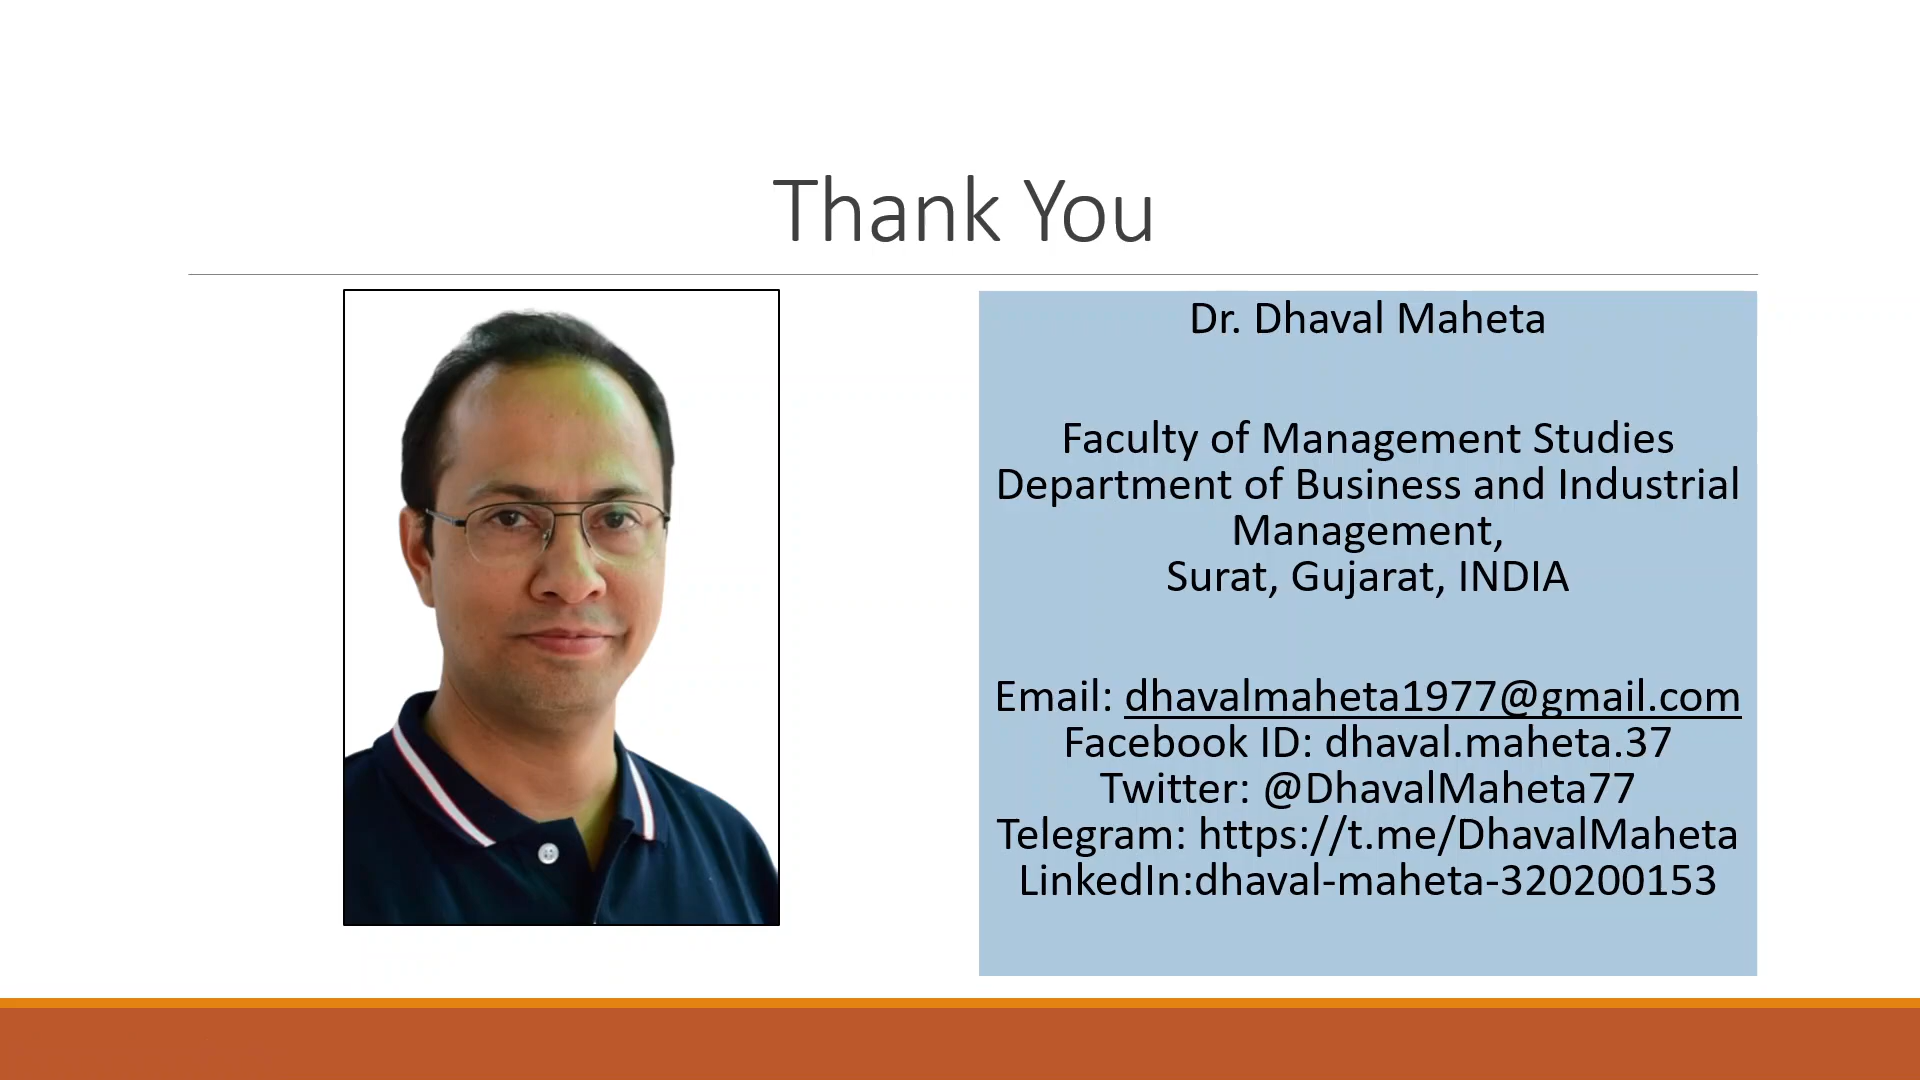 Thank You
Dr. Dhaval Maheta
Faculty of Management Studies
Department of Business and Industrial
Management,
Surat, Gujarat, INDIA
Email: dhavalmaheta1977@gmail.com
Facebook ID: dhaval.maheta.37
Twitter: @DhavalMaheta77
Telegram: https://t.me/DhavalMaheta
LinkedIn:dhaval-maheta-320200153